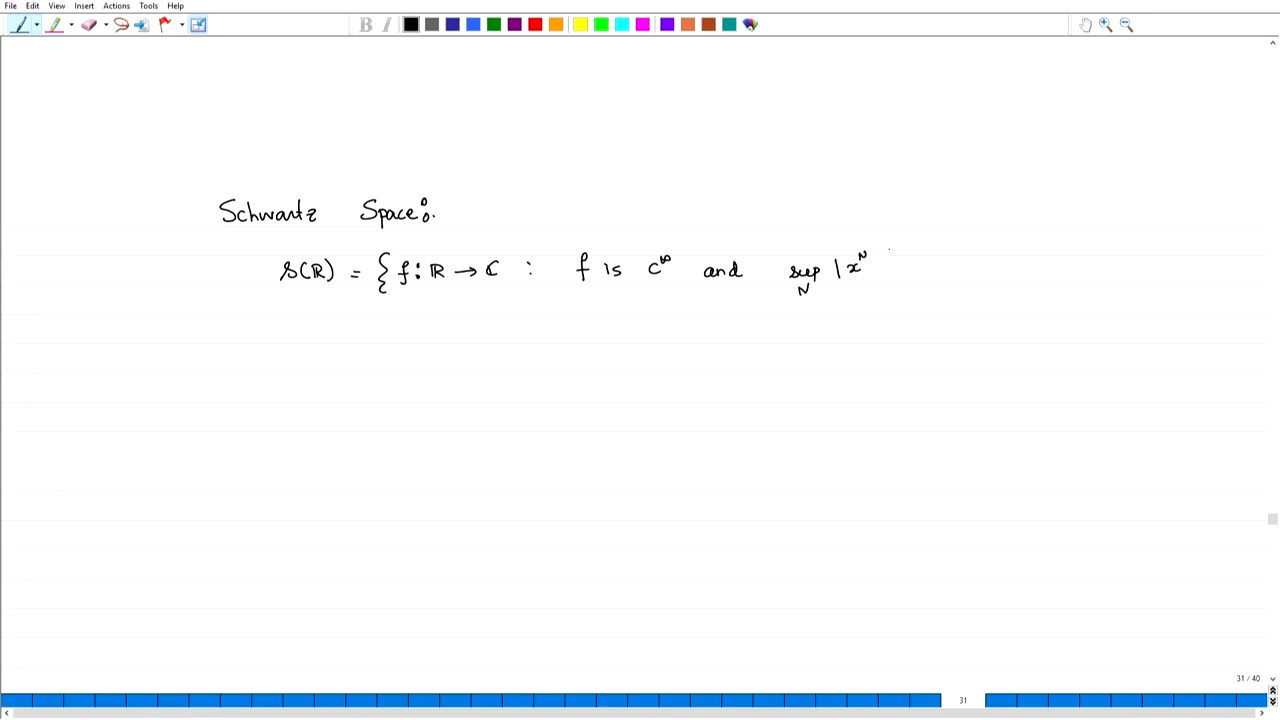 File Edit View Insert Actions Tools Help
B I
Schwartz Space:
S(ℝ) = { f : ℝ → ℂ : f is C^∞ and sup_N |x^N
31 / 40
31